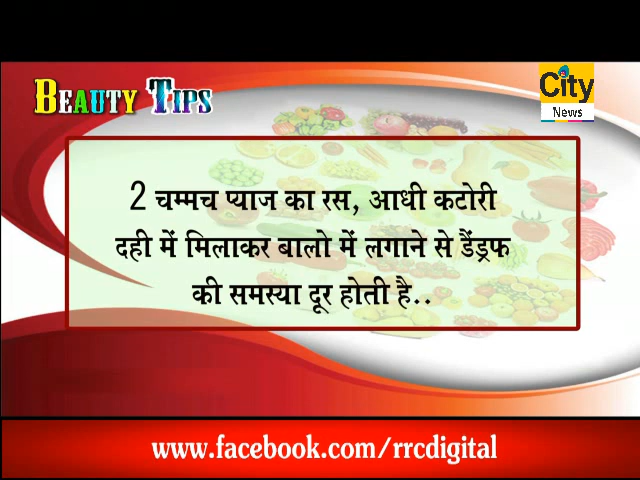 BEAUTY TIPS
City
News
2 चम्मच प्याज का रस, आधी कटोरी
दही में मिलाकर बालो में लगाने से डैंड्रफ
की समस्या दूर होती है..
www.facebook.com/rrcdigital